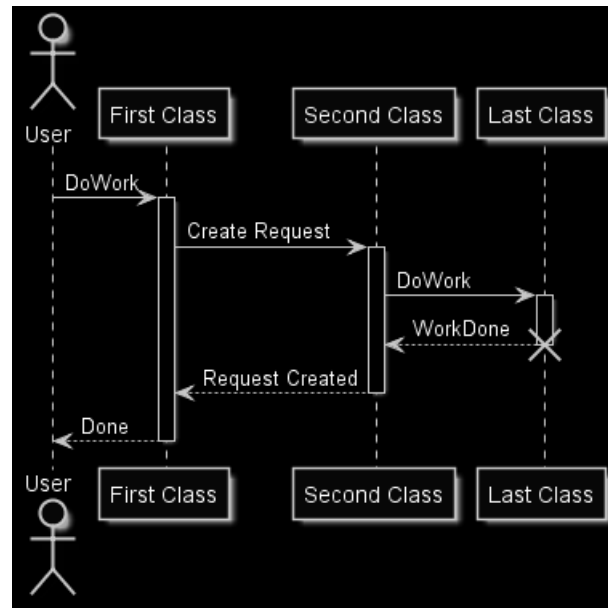 User
First Class
Second Class
Last Class
DoWork
Create Request
DoWork
WorkDone
Request Created
Done
User
First Class
Second Class
Last Class